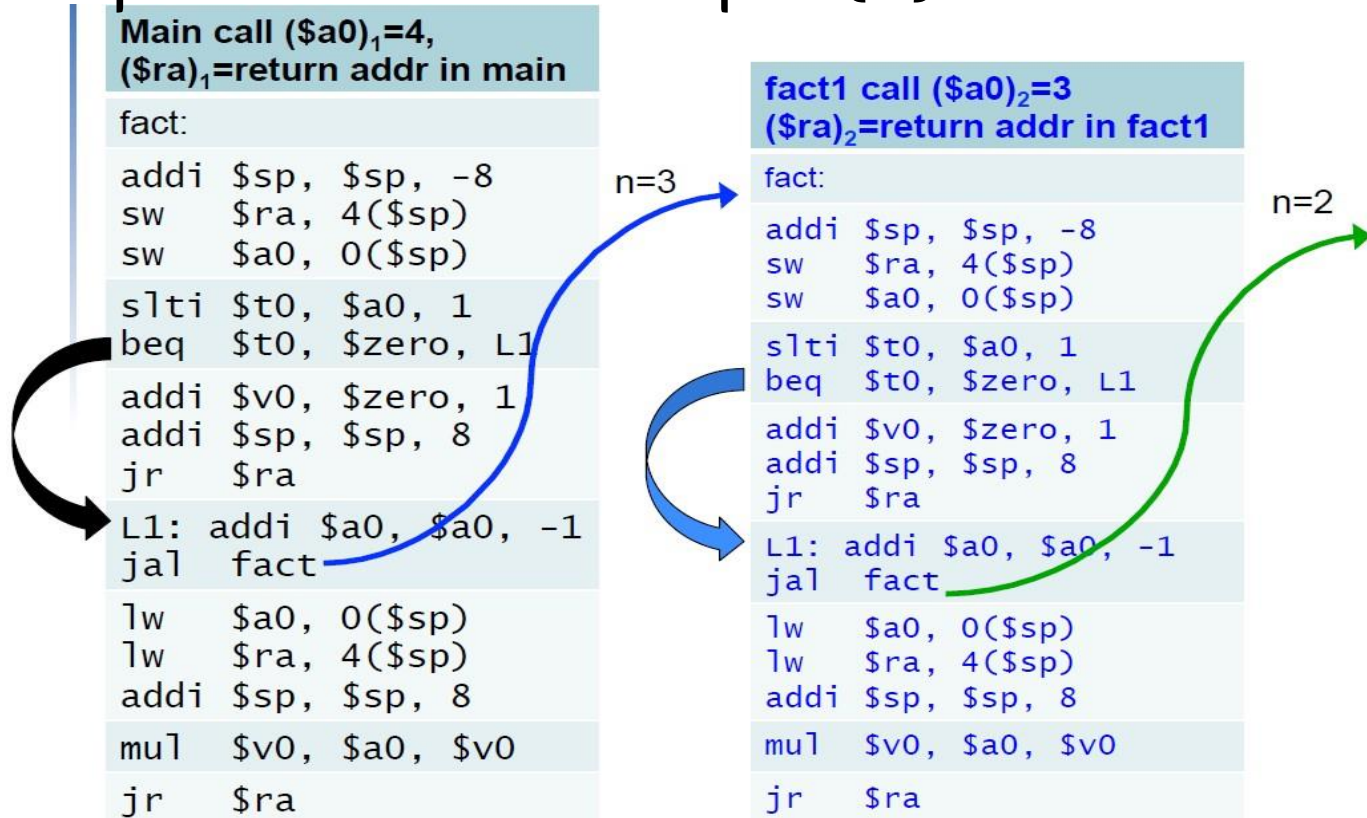 Main call ($a0)₁=4,
($ra)₁=return addr in main
fact:
addi $sp, $sp, -8
sw $ra, 4($sp)
sw $a0, 0($sp)
slti $t0, $a0, 1
beq $t0, $zero, L1
addi $v0, $zero, 1
addi $sp, $sp, 8
jr $ra
L1: addi $a0, $a0, -1
jal fact
lw $a0, 0($sp)
lw $ra, 4($sp)
addi $sp, $sp, 8
mul $v0, $a0, $v0
jr $ra
n=3
fact1 call ($a0)₂=3
($ra)₂=return addr in fact1
fact:
addi $sp, $sp, -8
sw $ra, 4($sp)
sw $a0, 0($sp)
slti $t0, $a0, 1
beq $t0, $zero, L1
addi $v0, $zero, 1
addi $sp, $sp, 8
jr $ra
L1: addi $a0, $a0, -1
jal fact
lw $a0, 0($sp)
lw $ra, 4($sp)
addi $sp, $sp, 8
mul $v0, $a0, $v0
jr $ra
n=2